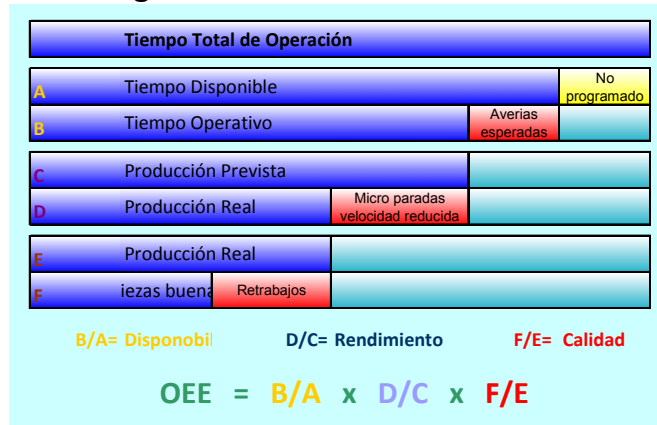 Tiempo Total de Operación
A Tiempo Disponible No programado
B Tiempo Operativo Averias esperadas
C Producción Prevista
D Producción Real Micro paradas velocidad reducida
E Producción Real
F iezas buena Retrabajos
B/A= Disponobil D/C= Rendimiento F/E= Calidad
OEE = B/A x D/C x F/E